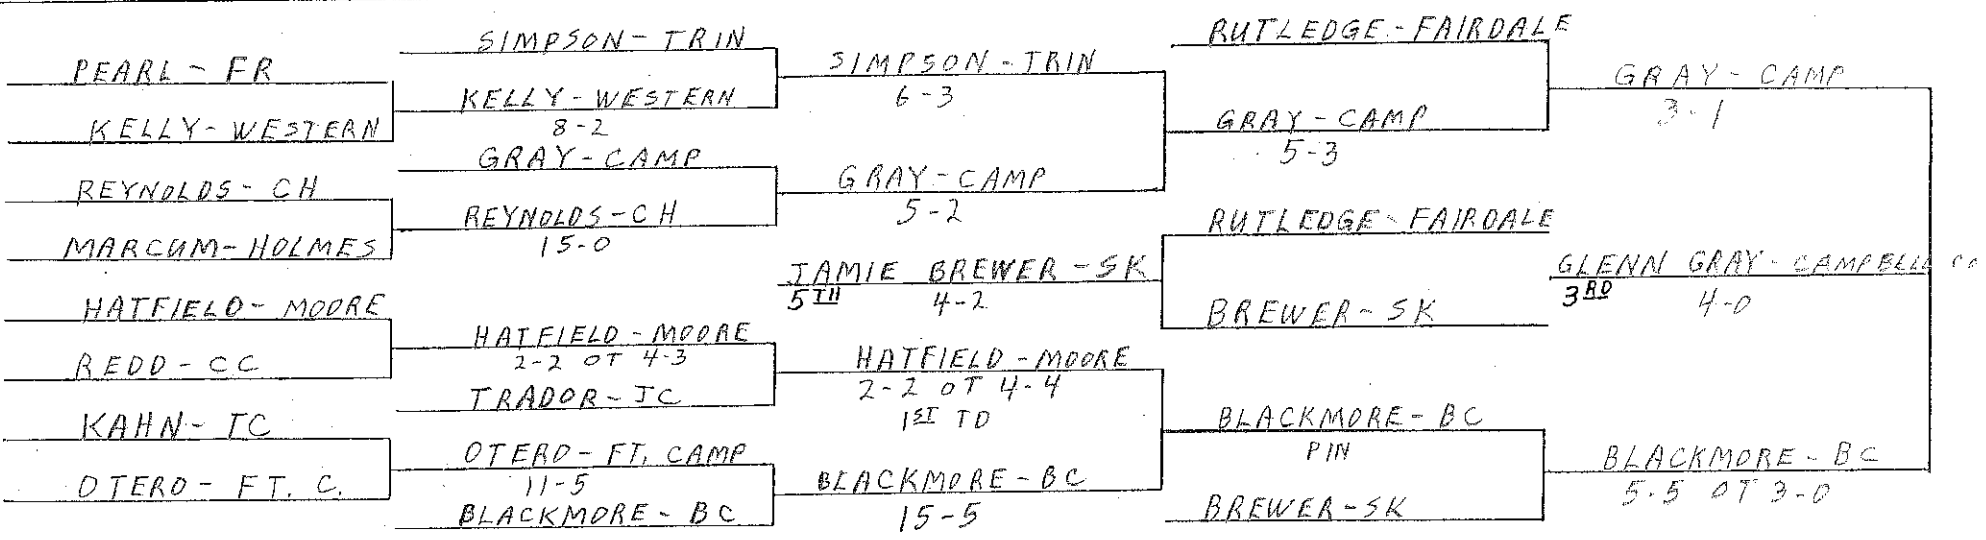 PEARL - FR
KELLY - WESTERN
REYNOLDS - CH
MARCUM - HOLMES
HATFIELD - MOORE
REDD - CC
KAHN - TC
OTERO - FT. C.
SIMPSON - TRIN
KELLY - WESTERN
8-2
GRAY - CAMP
REYNOLDS - CH
15-0
HATFIELD - MOORE
2-2 OT 4-3
TRADOR - JC
OTERO - FT. CAMP
11-5
BLACKMORE - BC
SIMPSON - TRIN
6-3
GRAY - CAMP
5-2
JAMIE BREWER - SK
5TH 4-2
HATFIELD - MOORE
2-2 OT 4-4
1ST TD
BLACKMORE - BC
15-5
RUTLEDGE - FAIRDALE
GRAY - CAMP
5-3
RUTLEDGE - FAIRDALE
BREWER - SK
BLACKMORE - BC
PIN
BREWER - SK
GRAY - CAMP
3-1
GLENN GRAY - CAMPBELL CO
3RD 4-0
BLACKMORE - BC
5-5 OT 3-0